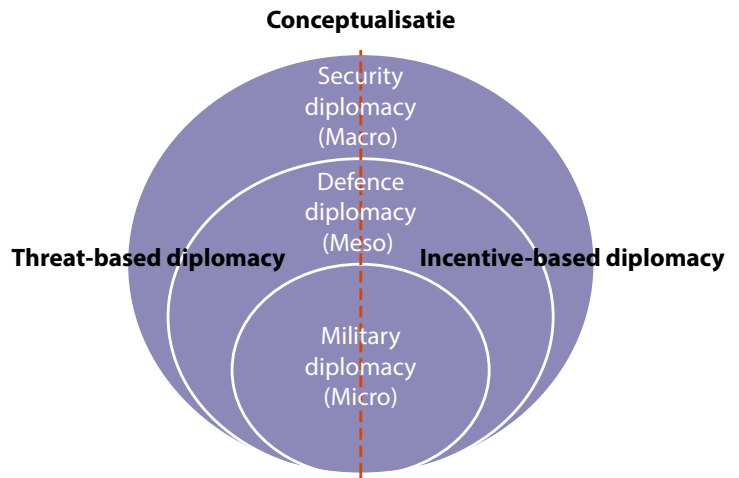 Conceptualisatie
Security
diplomacy
(Macro)
Defence
diplomacy
(Meso)
Threat-based diplomacy
Incentive-based diplomacy
Military
diplomacy
(Micro)